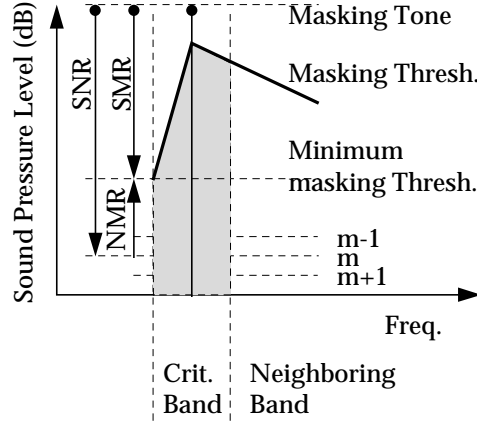 Sound Pressure Level (dB)
SNR
SMR
NMR
Masking Tone
Masking Thresh.
Minimum
masking Thresh.
m-1
m
m+1
Freq.
Crit.
Band
Neighboring
Band